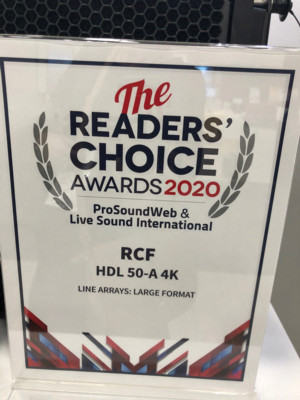 The
READERS'
CHOICE
AWARDS 2020
ProSoundWeb &
Live Sound International
RCF
HDL 50-A 4K
LINE ARRAYS: LARGE FORMAT